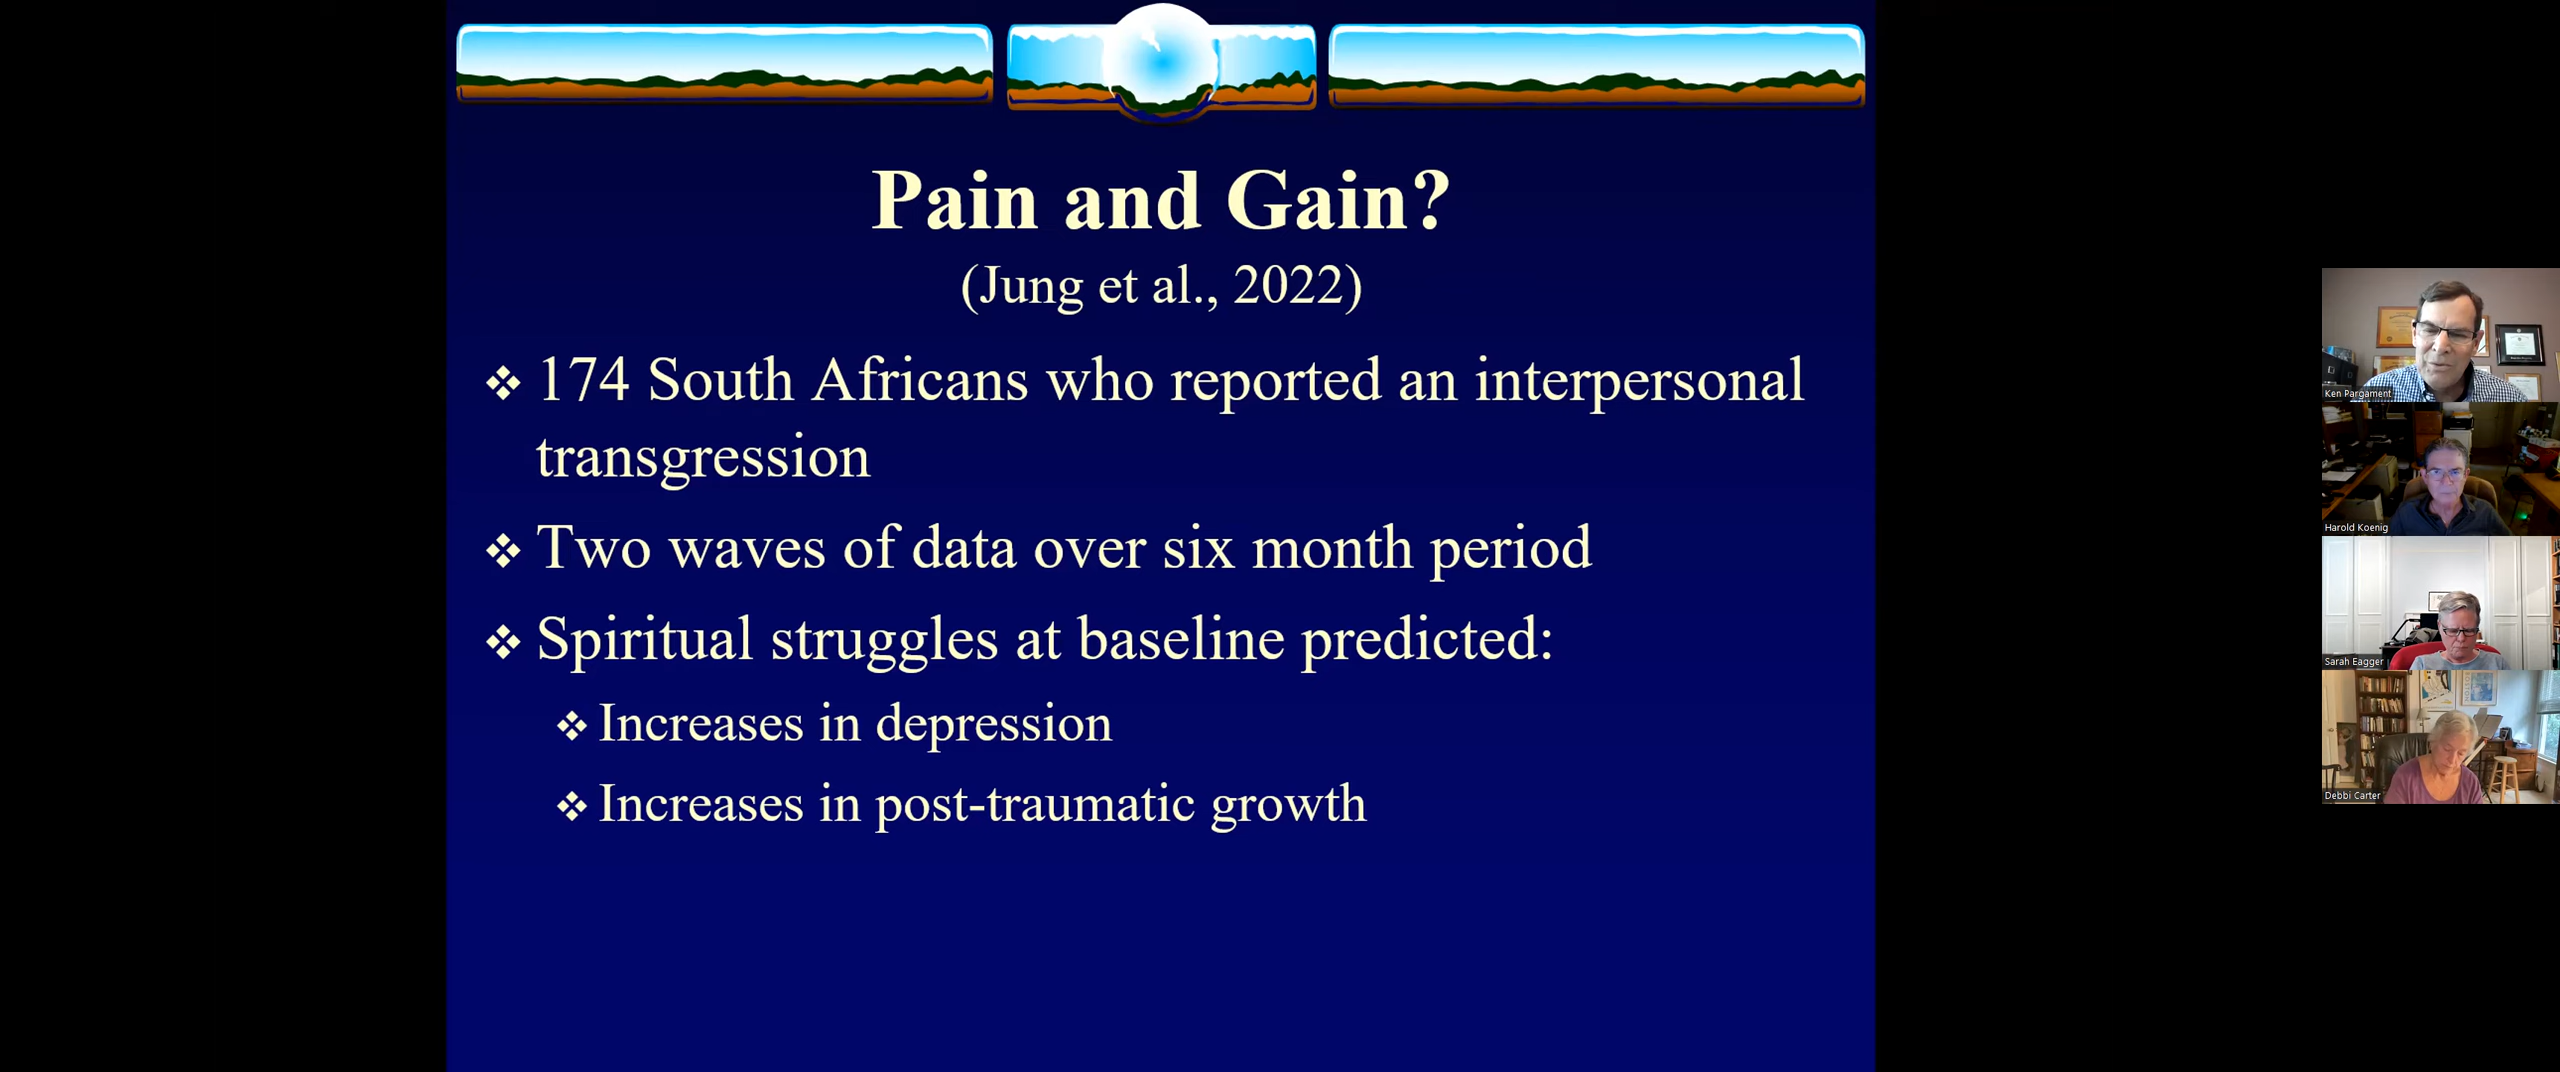 Pain and Gain?
(Jung et al., 2022)
❖ 174 South Africans who reported an interpersonal
transgression
❖ Two waves of data over six month period
❖ Spiritual struggles at baseline predicted:
❖ Increases in depression
❖ Increases in post-traumatic growth
Ken Pargament
Harold Koenig
Sarah Eagger
Debbi Carter